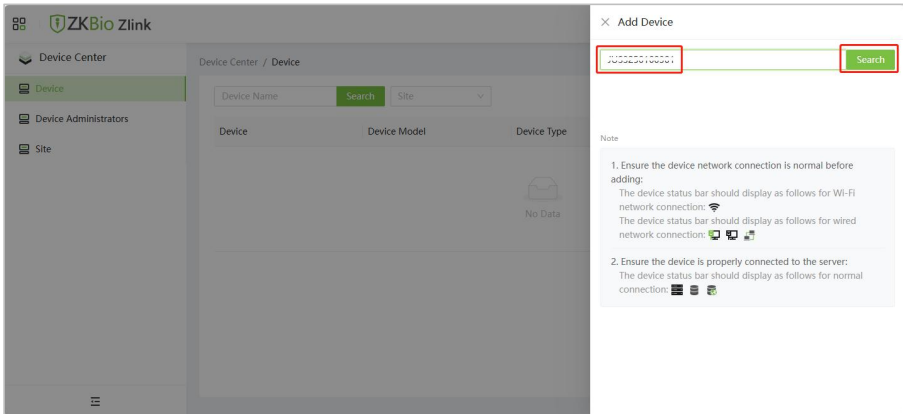 ZKBio Zlink
Device Center
Device
Device Administrators
Site
Device Center / Device
Device Name
Search
Site
Device
Device Model
Device Type
No Data
Add Device
Search
Note
1. Ensure the device network connection is normal before
adding:
The device status bar should display as follows for Wi-Fi
network connection:
The device status bar should display as follows for wired
network connection:
2. Ensure the device is properly connected to the server:
The device status bar should display as follows for normal
connection: